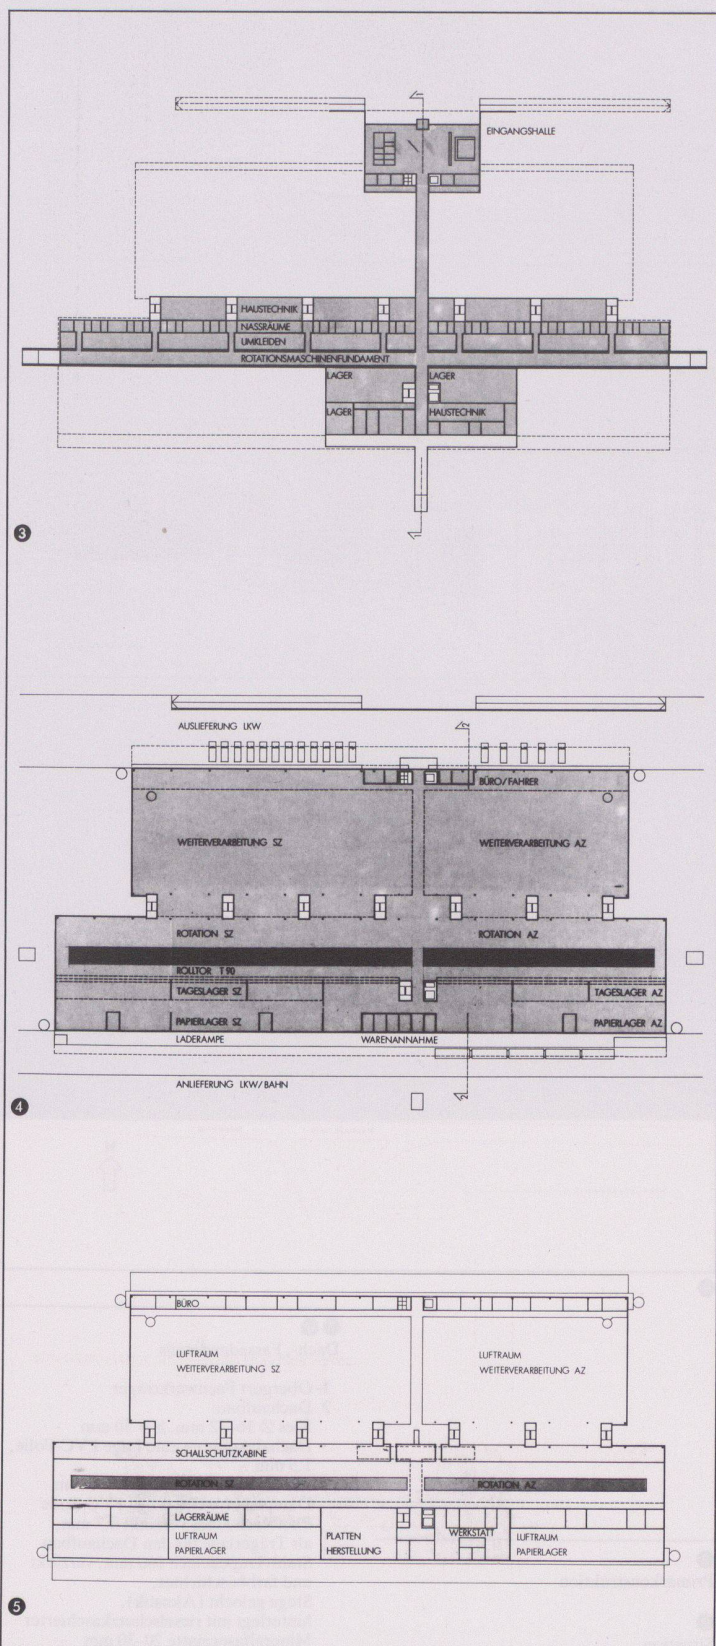 EINGANGSHALLE
HAUSTECHNIK
NASSRÄUME
UMKLEIDEN
ROTATIONSMASCHINENFUNDAMENT
LAGER LAGER
LAGER HAUSTECHNIK
3
AUSLIEFERUNG LKW
BÜRO/FAHRER
WEITERVERARBEITUNG SZ WEITERVERARBEITUNG AZ
ROTATION SZ ROTATION AZ
ROLLTOR T 90
TAGESLAGER SZ TAGESLAGER AZ
PAPIERLAGER SZ PAPIERLAGER AZ
LADERAMPE WARENANNAHME
ANLIEFERUNG LKW/BAHN
4
BÜRO
LUFTRAUM LUFTRAUM
WEITERVERARBEITUNG SZ WEITERVERARBEITUNG AZ
SCHALLSCHUTZKABINE
ROTATION SZ ROTATION AZ
LAGERRÄUME
LUFTRAUM PLATTEN WERKSTATT LUFTRAUM
PAPIERLAGER HERSTELLUNG PAPIERLAGER
5